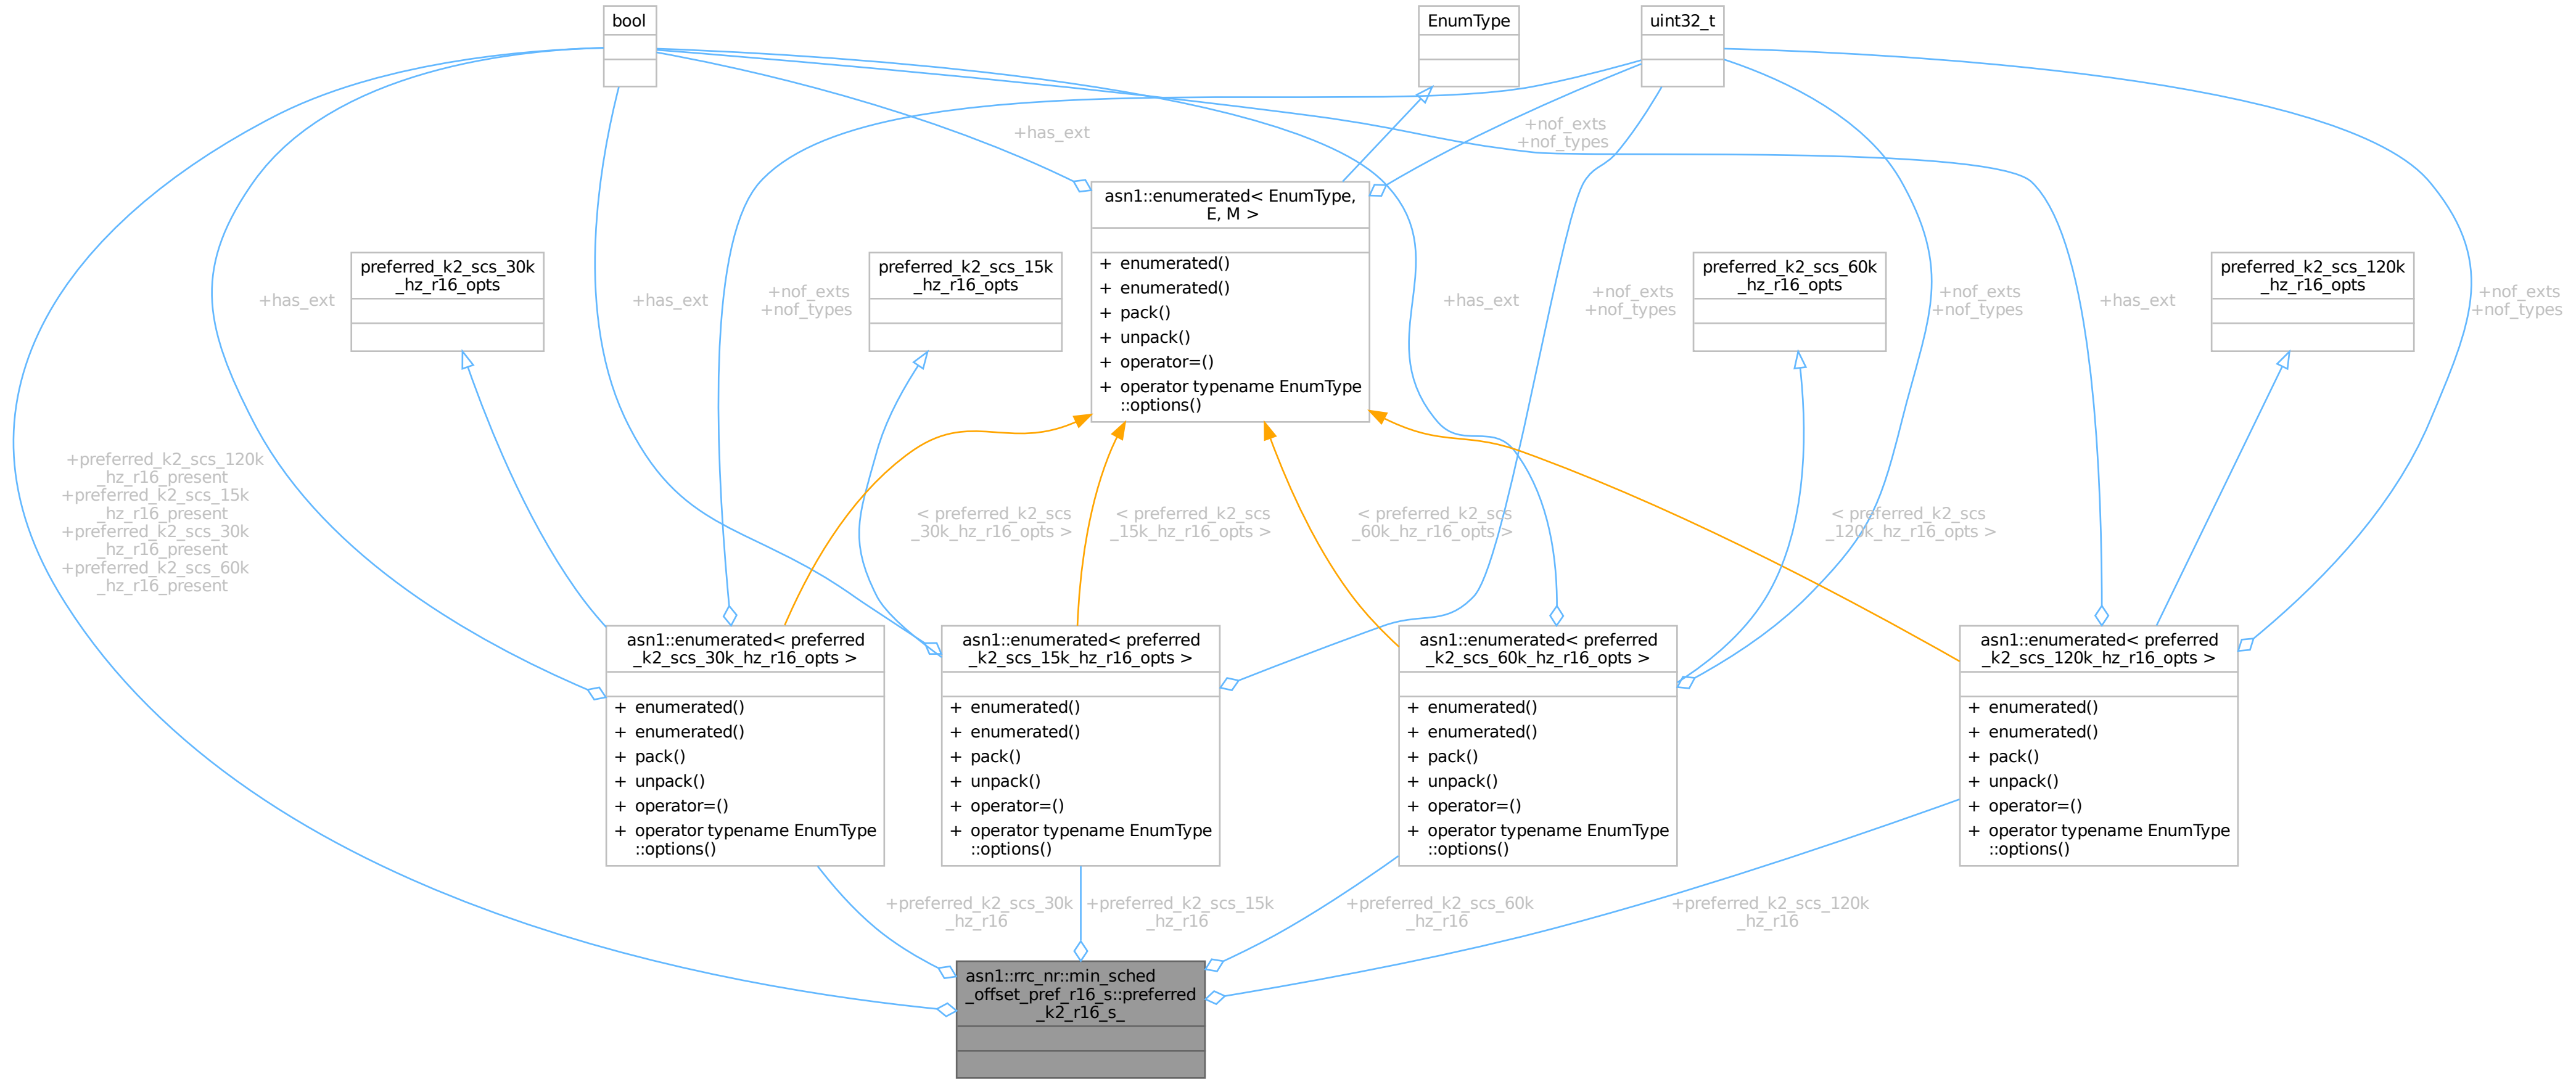 bool
EnumType
uint32_t
+has_ext
+nof_exts
+nof_types
asn1::enumerated< EnumType,
E, M >
+ enumerated()
+ enumerated()
+ pack()
+ unpack()
+ operator=()
+ operator typename EnumType
::options()
preferred_k2_scs_30k
_hz_r16_opts
preferred_k2_scs_15k
_hz_r16_opts
preferred_k2_scs_60k
_hz_r16_opts
preferred_k2_scs_120k
_hz_r16_opts
+has_ext
+has_ext
+nof_exts
+nof_types
+has_ext
+nof_exts
+nof_types
+nof_exts
+nof_types
+has_ext
+nof_exts
+nof_types
+preferred_k2_scs_120k
_hz_r16_present
+preferred_k2_scs_15k
_hz_r16_present
+preferred_k2_scs_30k
_hz_r16_present
+preferred_k2_scs_60k
_hz_r16_present
< preferred_k2_scs
_30k_hz_r16_opts >
< preferred_k2_scs
_15k_hz_r16_opts >
< preferred_k2_scs
_60k_hz_r16_opts >
< preferred_k2_scs
_120k_hz_r16_opts >
asn1::enumerated< preferred
_k2_scs_30k_hz_r16_opts >
+ enumerated()
+ enumerated()
+ pack()
+ unpack()
+ operator=()
+ operator typename EnumType
::options()
asn1::enumerated< preferred
_k2_scs_15k_hz_r16_opts >
+ enumerated()
+ enumerated()
+ pack()
+ unpack()
+ operator=()
+ operator typename EnumType
::options()
asn1::enumerated< preferred
_k2_scs_60k_hz_r16_opts >
+ enumerated()
+ enumerated()
+ pack()
+ unpack()
+ operator=()
+ operator typename EnumType
::options()
asn1::enumerated< preferred
_k2_scs_120k_hz_r16_opts >
+ enumerated()
+ enumerated()
+ pack()
+ unpack()
+ operator=()
+ operator typename EnumType
::options()
+preferred_k2_scs_30k
_hz_r16
+preferred_k2_scs_15k
_hz_r16
+preferred_k2_scs_60k
_hz_r16
+preferred_k2_scs_120k
_hz_r16
asn1::rrc_nr::min_sched
_offset_pref_r16_s::preferred
_k2_r16_s_